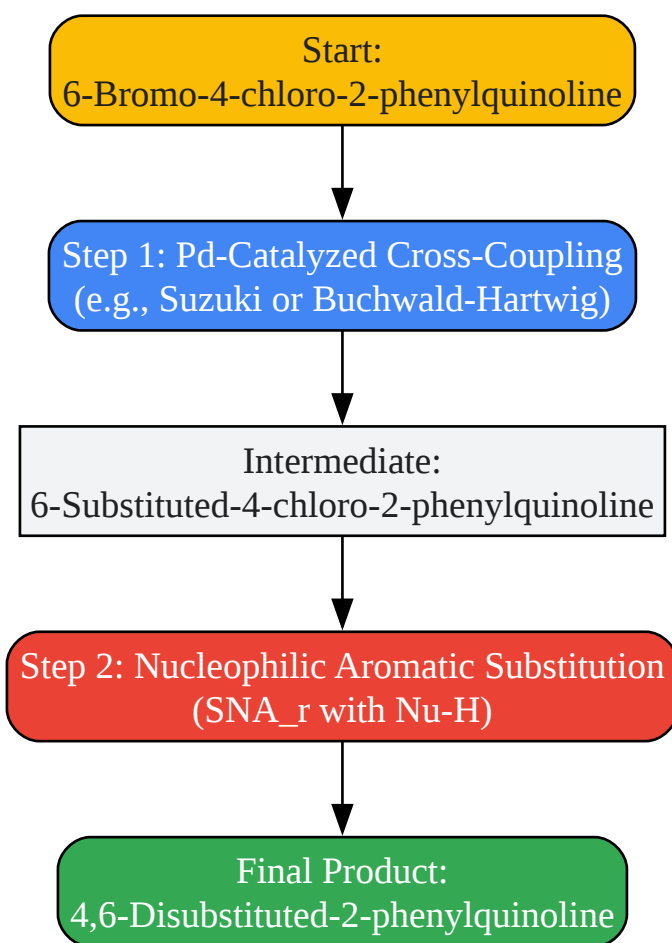 Start:
6-Bromo-4-chloro-2-phenylquinoline
Step 1: Pd-Catalyzed Cross-Coupling
(e.g., Suzuki or Buchwald-Hartwig)
Intermediate:
6-Substituted-4-chloro-2-phenylquinoline
Step 2: Nucleophilic Aromatic Substitution
(SNA_r with Nu-H)
Final Product:
4,6-Disubstituted-2-phenylquinoline